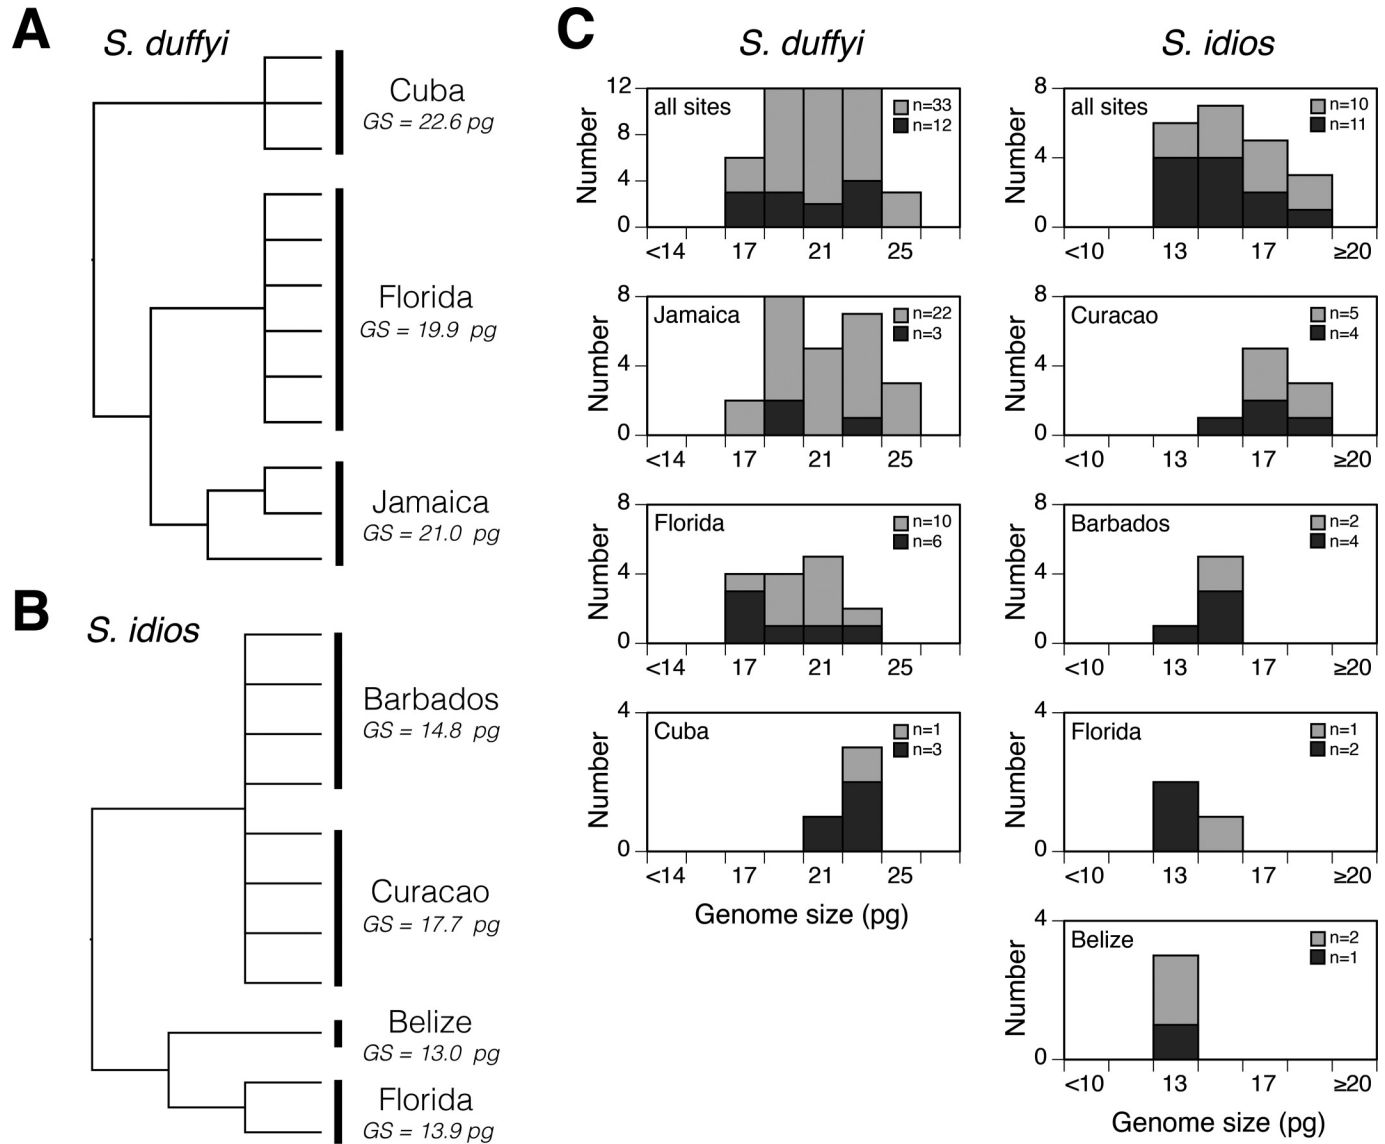 A
S. duffyi
Cuba
GS = 22.6 pg
Florida
GS = 19.9 pg
Jamaica
GS = 21.0 pg
B
S. idios
Barbados
GS = 14.8 pg
Curacao
GS = 17.7 pg
Belize
GS = 13.0 pg
Florida
GS = 13.9 pg
C
S. duffyi
12
8
4
0
Number
all sites
n=33
n=12
<14 17 21 25
8
4
0
Number
Jamaica
n=22
n=3
<14 17 21 25
8
4
0
Number
Florida
n=10
n=6
<14 17 21 25
4
0
Number
Cuba
n=1
n=3
<14 17 21 25
Genome size (pg)
S. idios
8
4
0
Number
all sites
n=10
n=11
<10 13 17 ≥20
8
4
0
Number
Curacao
n=5
n=4
<10 13 17 ≥20
8
4
0
Number
Barbados
n=2
n=4
<10 13 17 ≥20
4
0
Number
Florida
n=1
n=2
<10 13 17 ≥20
4
0
Number
Belize
n=2
n=1
<10 13 17 ≥20
Genome size (pg)